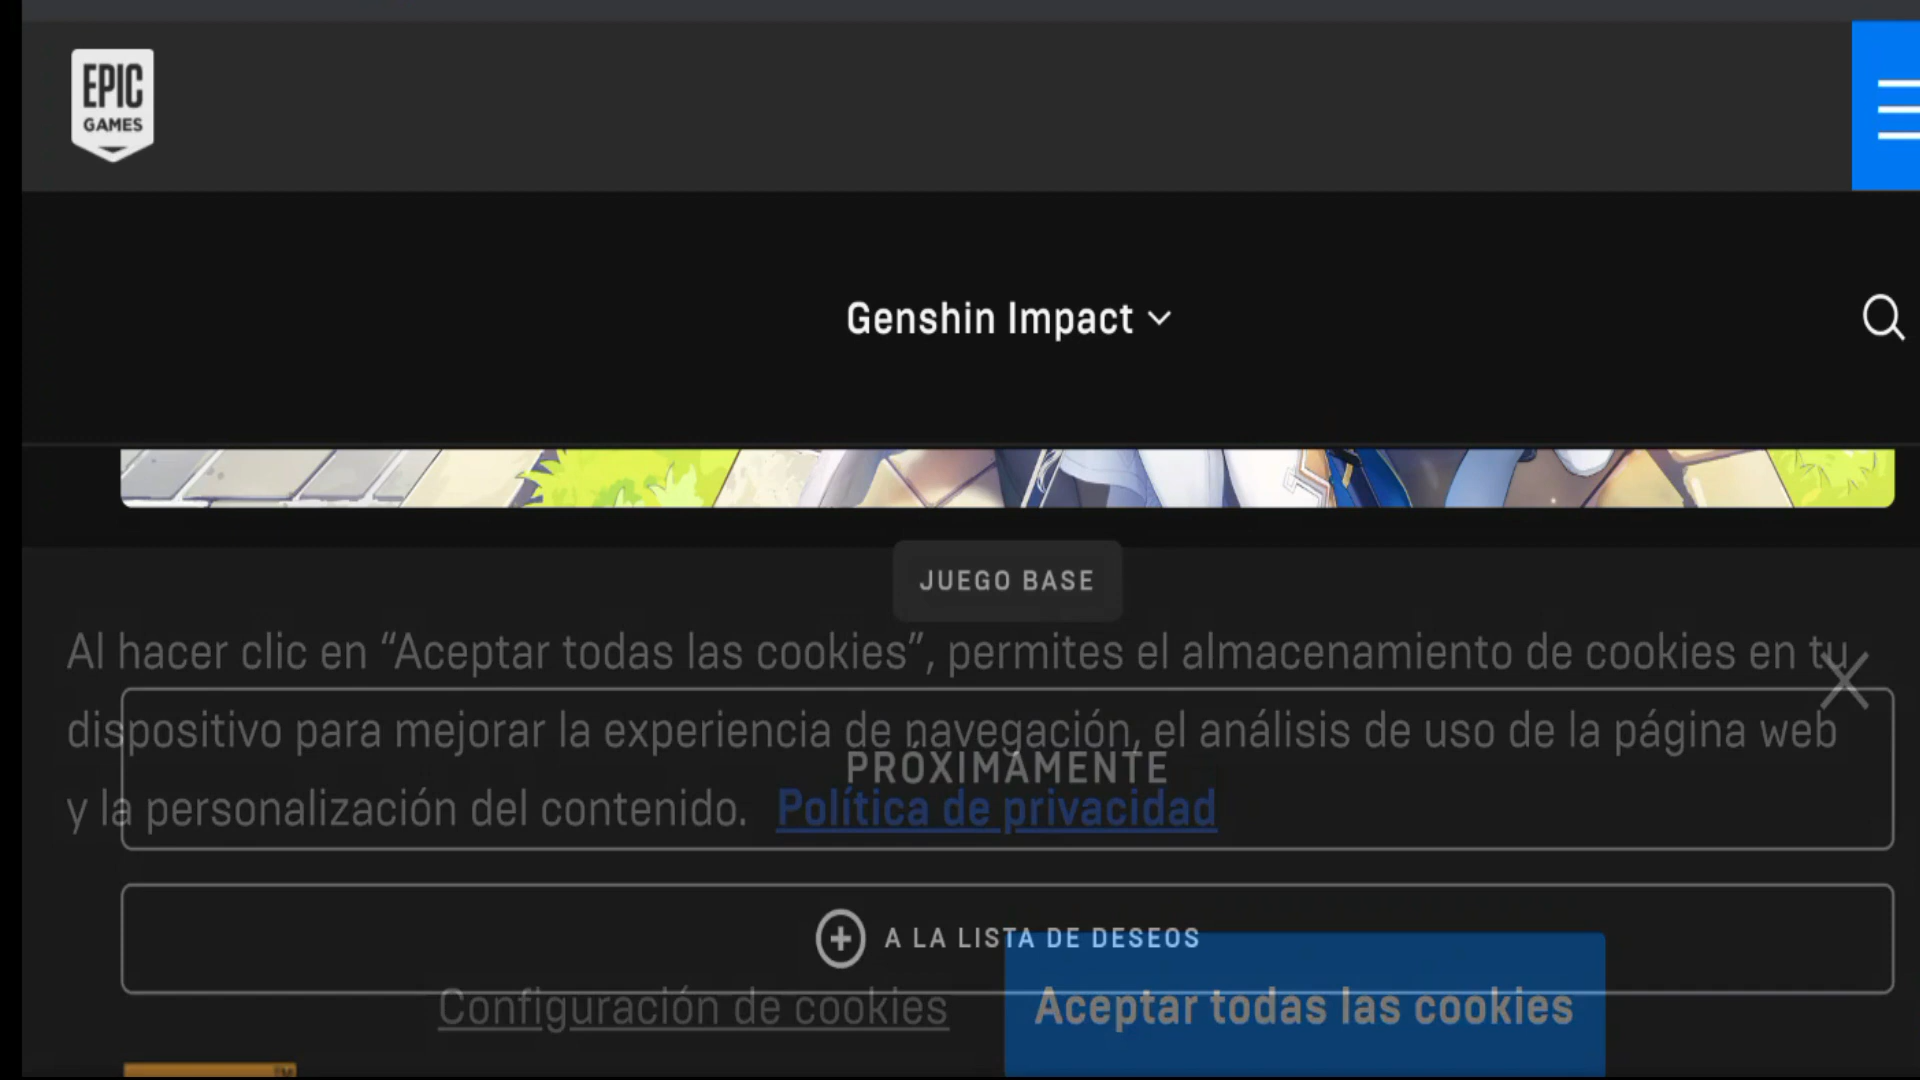 EPIC
GAMES
Genshin Impact
JUEGO BASE
Al hacer clic en “Aceptar todas las cookies”, permites el almacenamiento de cookies en tu
dispositivo para mejorar la experiencia de navegación, el análisis de uso de la página web
PRÓXIMAMENTE
y la personalización del contenido. Política de privacidad
A LA LISTA DE DESEOS
Configuración de cookies
Aceptar todas las cookies
TM